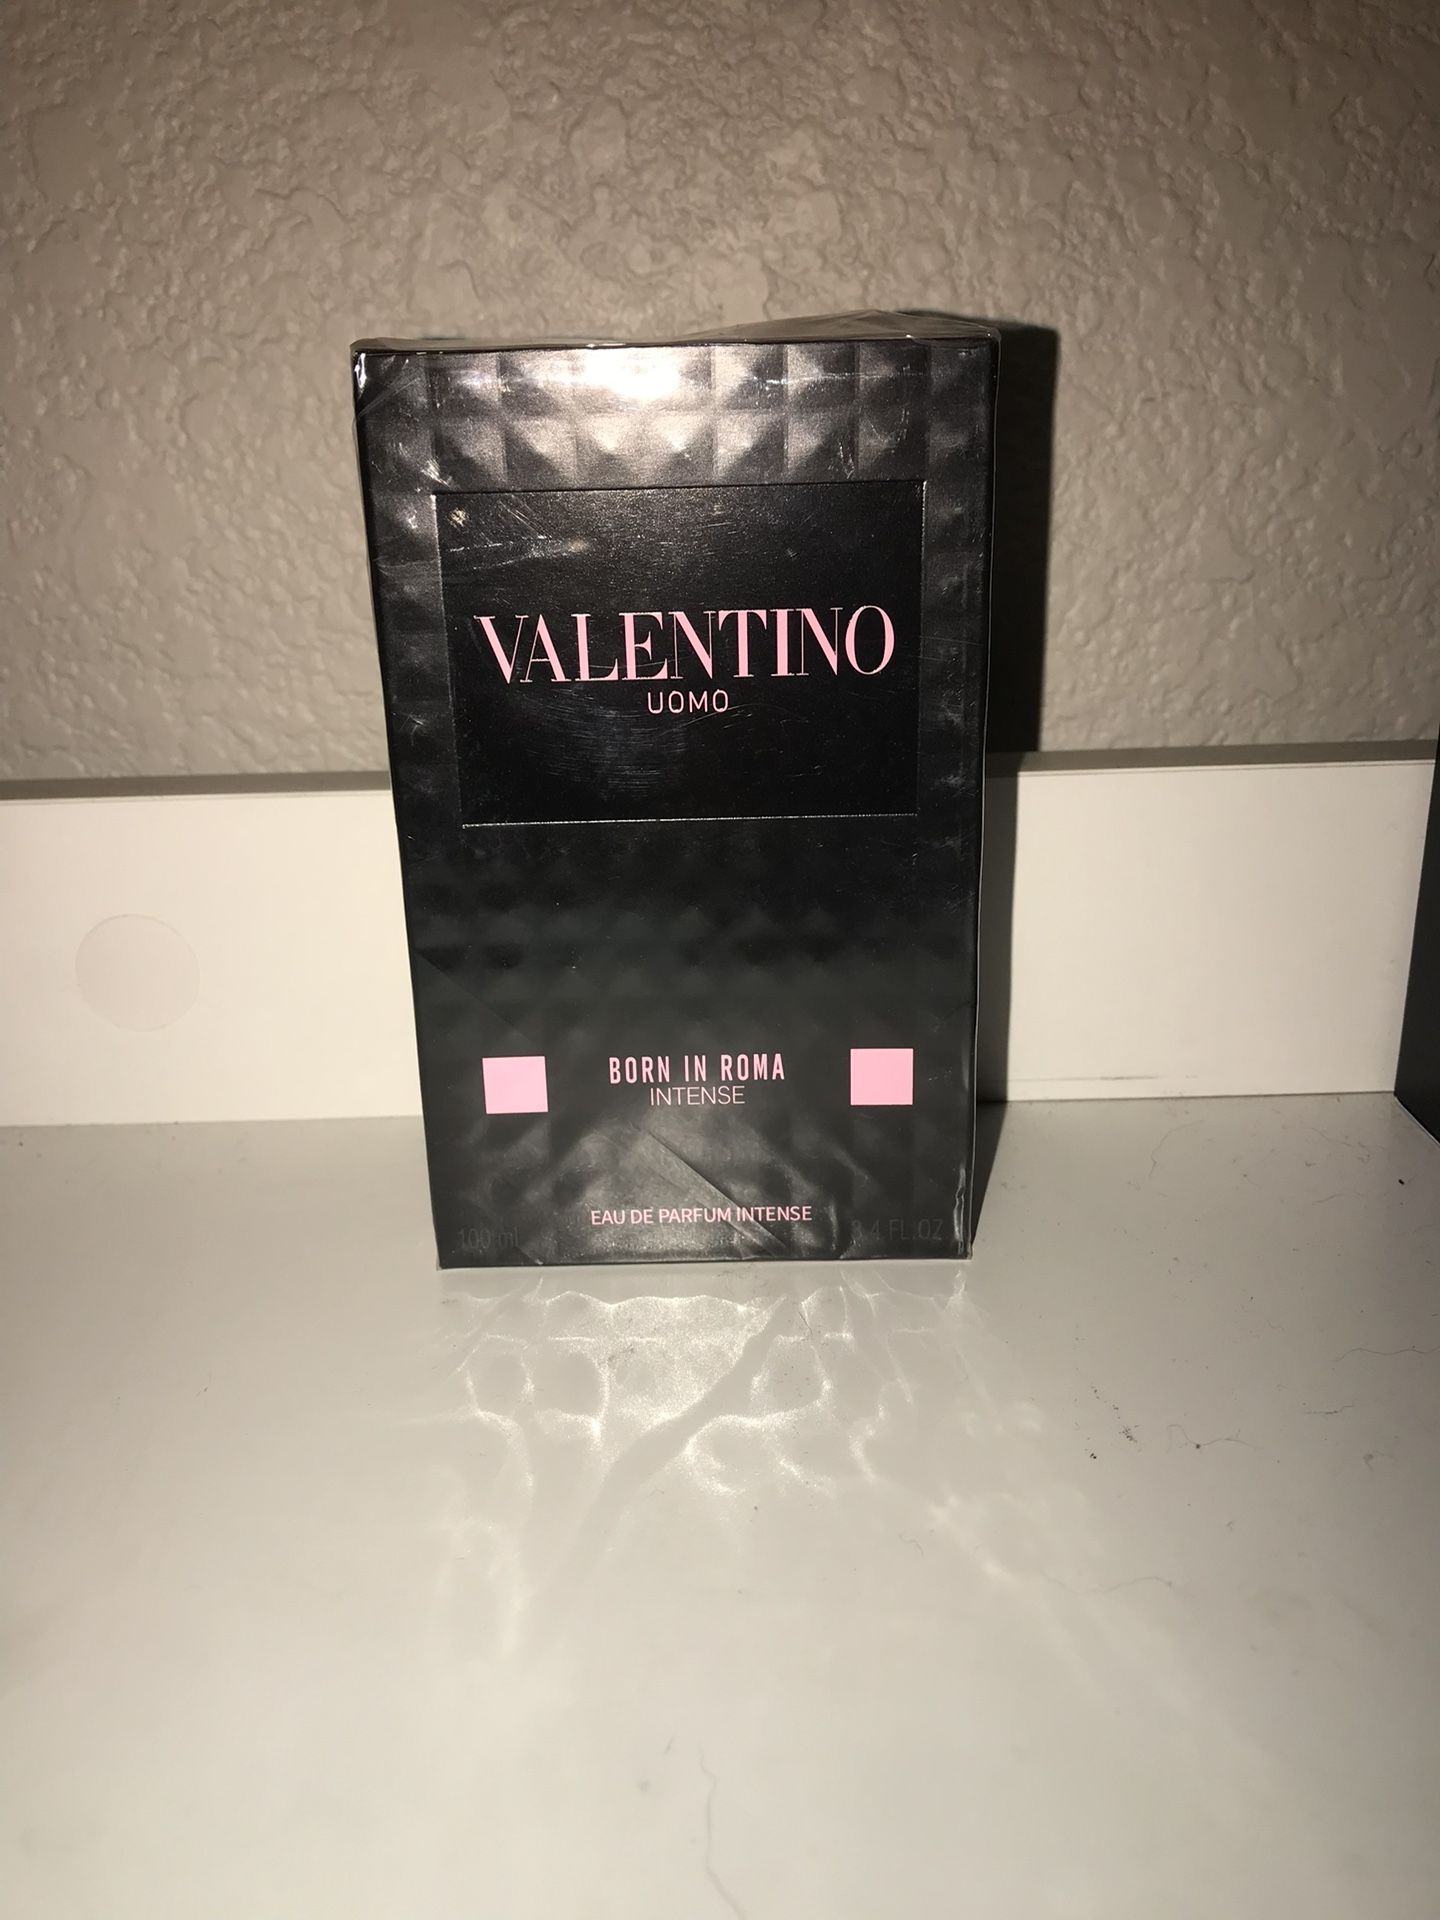 VALENTINO
UOMO
BORN IN ROMA
INTENSE
EAU DE PARFUM INTENSE
100 ml 3.4 FL.OZ